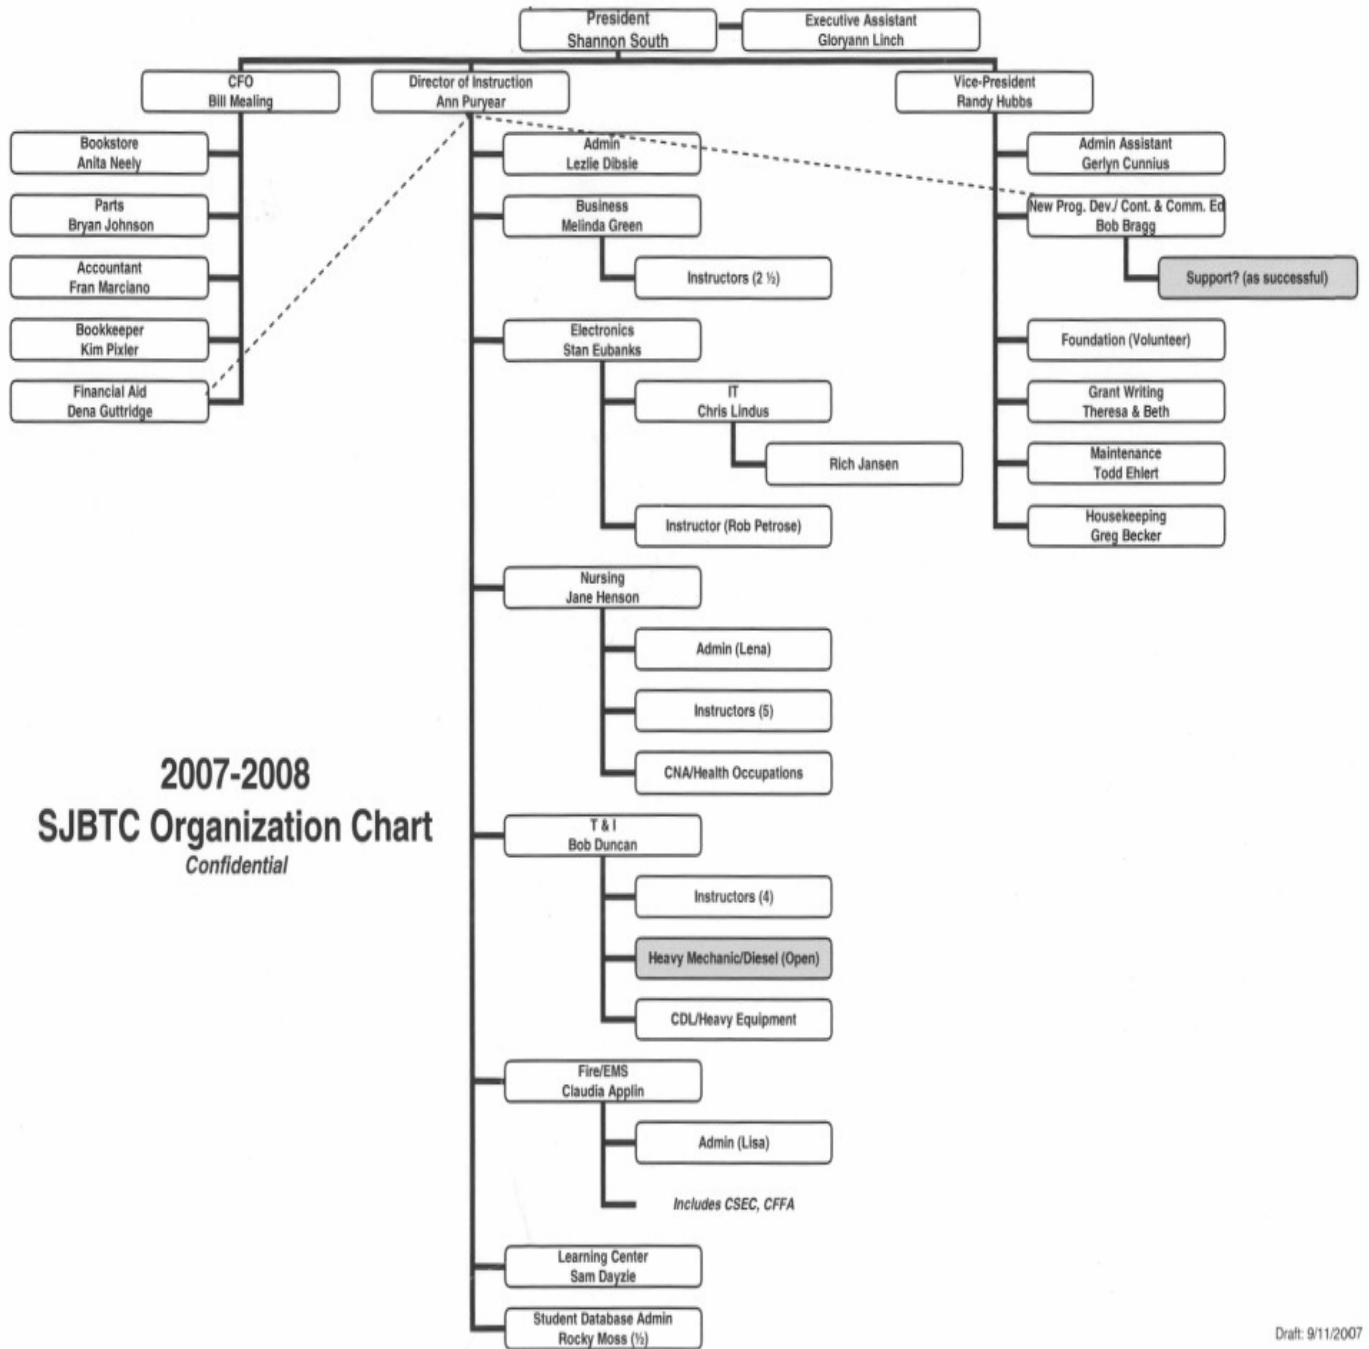 President
Shannon South
Executive Assistant
Gloryann Linch
CFO
Bill Mealing
Director of Instruction
Ann Puryear
Vice-President
Randy Hubbs
Bookstore
Anita Neely
Parts
Bryan Johnson
Accountant
Fran Marciano
Bookkeeper
Kim Pixler
Financial Aid
Dena Guttridge
Admin
Lezlie Dibsie
Business
Melinda Green
Instructors (2 ½)
Electronics
Stan Eubanks
IT
Chris Lindus
Rich Jansen
Instructor (Rob Petrose)
Nursing
Jane Henson
Admin (Lena)
Instructors (5)
CNA/Health Occupations
T & I
Bob Duncan
Instructors (4)
Heavy Mechanic/Diesel (Open)
CDL/Heavy Equipment
Fire/EMS
Claudia Applin
Admin (Lisa)
Includes CSEC, CFFA
Learning Center
Sam Dayzie
Student Database Admin
Rocky Moss (½)
Admin Assistant
Gerlyn Cunnius
New Prog. Dev./ Cont. & Comm. Ed
Bob Bragg
Support? (as successful)
Foundation (Volunteer)
Grant Writing
Theresa & Beth
Maintenance
Todd Ehlert
Housekeeping
Greg Becker
2007-2008
SJBTC Organization Chart
Confidential
Draft: 9/11/2007